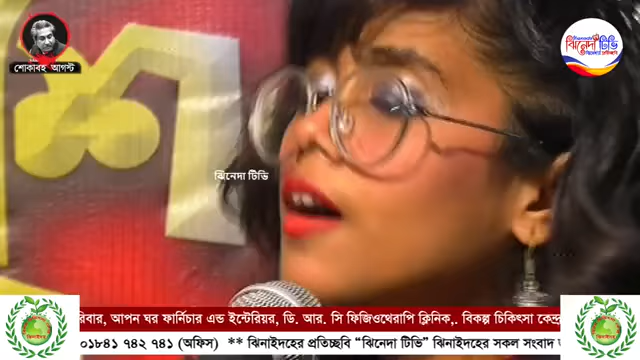 শোকাবহ আগস্ট
ঝিনেদা টিভি
ঝিনেদা টিভি
রিবার, আপন ঘর ফার্নিচার এন্ড ইন্টেরিয়র, ডি. আর. সি ফিজিওথেরাপি ক্লিনিক,. বিকল্প চিকিৎসা কেন্দ্র
০১৮৪১ ৭৪২ ৭৪১ (অফিস) ** ঝিনাইদহের প্রতিচ্ছবি “ঝিনেদা টিভি” ঝিনাইদহের সকল সংবাদ